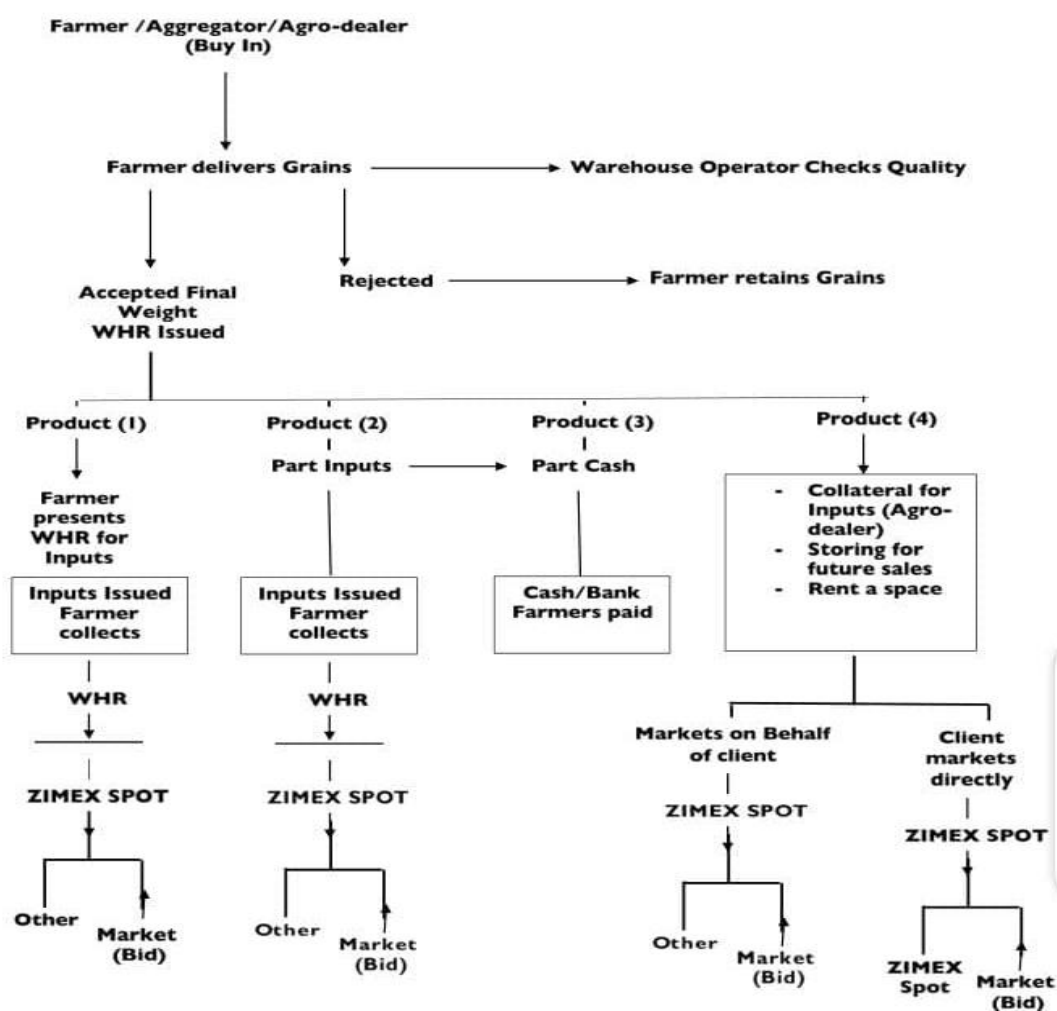 Farmer /Aggregator/Agro-dealer
(Buy In)
Farmer delivers Grains
Warehouse Operator Checks Quality
Rejected
Farmer retains Grains
Accepted Final
Weight
WHR Issued
Product (1)
Product (2)
Product (3)
Product (4)
Part Inputs
Part Cash
Farmer
presents
WHR for
Inputs
- Collateral for
Inputs (Agro-
dealer)
- Storing for
future sales
- Rent a space
Inputs Issued
Farmer
collects
Inputs Issued
Farmer
collects
Cash/Bank
Farmers paid
WHR
WHR
Markets on Behalf
of client
Client
markets
directly
ZIMEX SPOT
ZIMEX SPOT
ZIMEX SPOT
ZIMEX SPOT
Other
Market
(Bid)
Other
Market
(Bid)
Other
Market
(Bid)
ZIMEX
Spot
Market
(Bid)